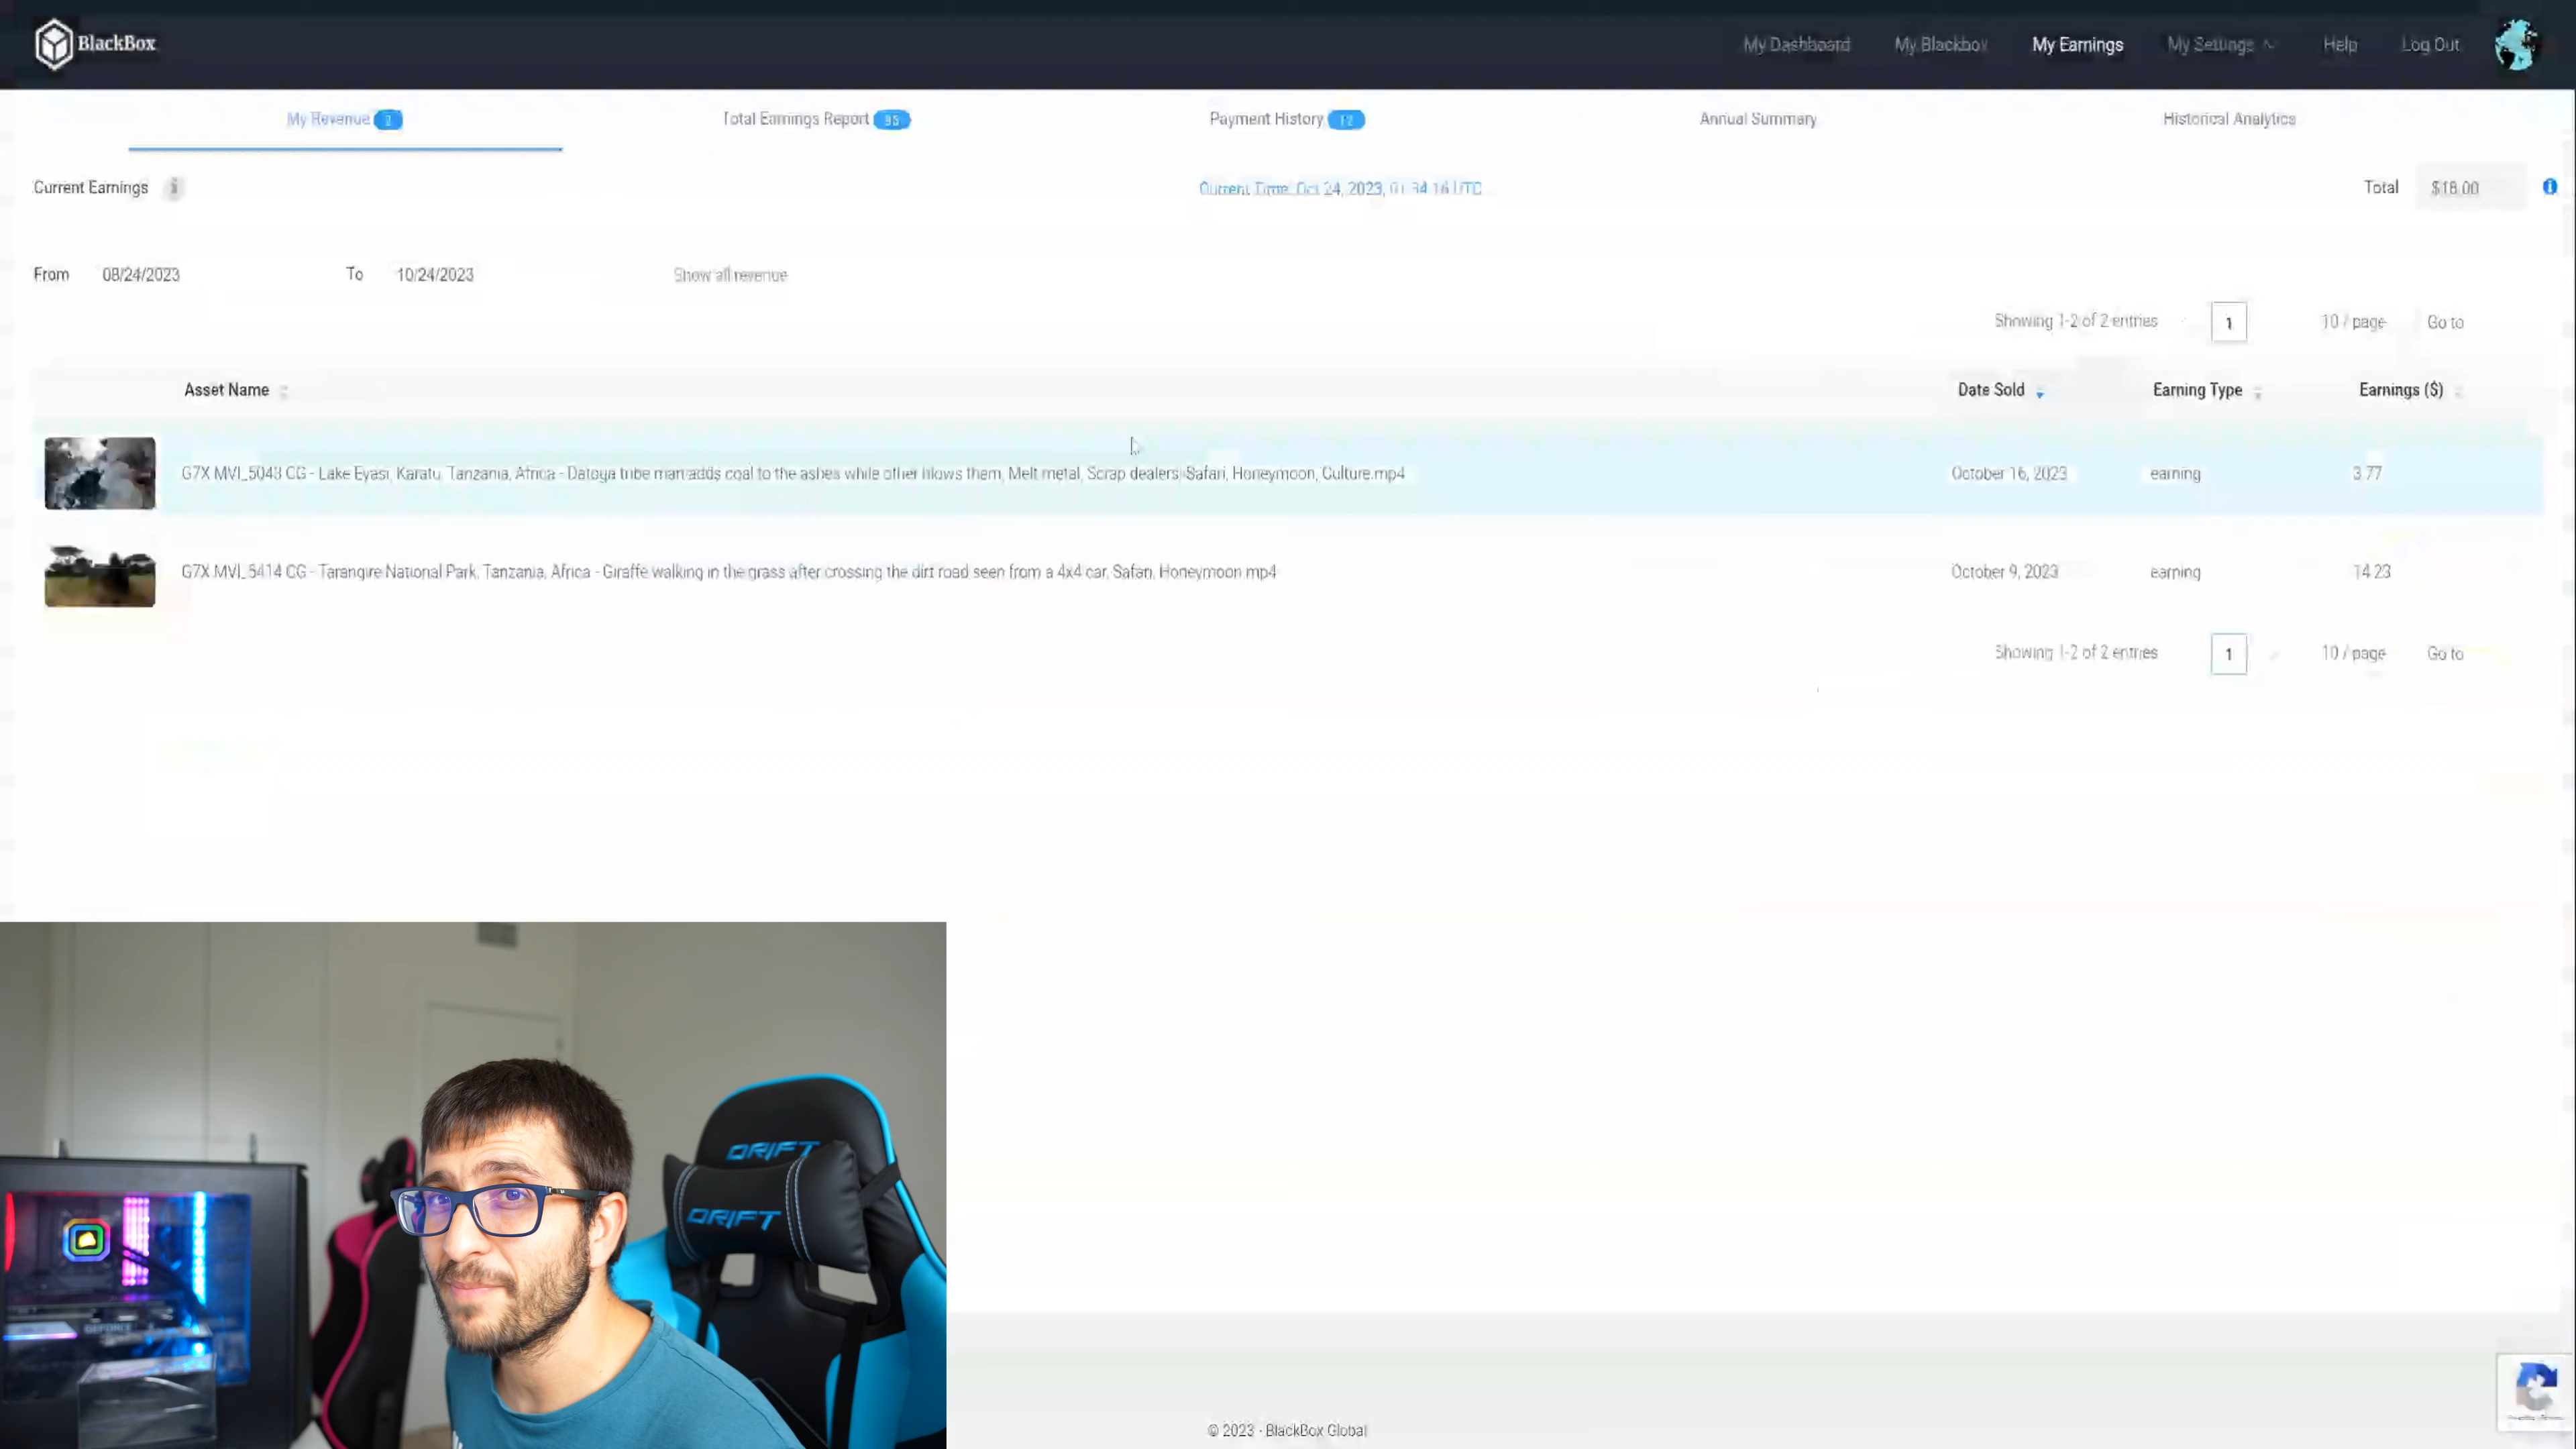 BlackBox
My Dashboard My Blackbox My Earnings My Settings Help Log Out
My Revenue 2 Total Earnings Report Payment History 12 Annual Summary Historical Analytics
Current Earnings Current Time: Oct 24, 2023, 01:34:16 UTC Total $18.00
From 08/24/2023 To 10/24/2023 Show all revenue
Showing 1-2 of 2 entries 1 10 / page Go to
Asset Name Date Sold Earning Type Earnings ($)
G7X MVI_5043 CG - Lake Eyasi, Karatu, Tanzania, Africa - Datoga tribe man adds coal to the ashes while other blows them, Melt metal, Scrap dealers, Safari, Honeymoon, Culture.mp4 October 16, 2023 earning 3.77
G7X MVI_5414 CG - Tarangire National Park, Tanzania, Africa - Giraffe walking in the grass after crossing the dirt road seen from a 4x4 car, Safari, Honeymoon.mp4 October 9, 2023 earning 14.23
Showing 1-2 of 2 entries 1 10 / page Go to
DRIFT
DRIFT
GEFORCE
© 2023 - BlackBox Global